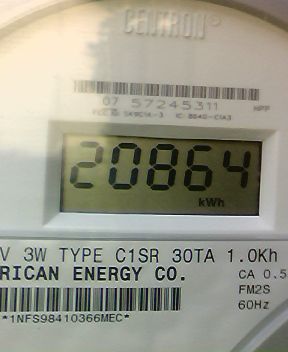 CENTRON®
07 57245311 HPP
20864
kWh
V 3W TYPE C1SR 30TA 1.0Kh
RICAN ENERGY CO. CA 0.5
FM2S
60Hz
*1NFS98410366MEC*